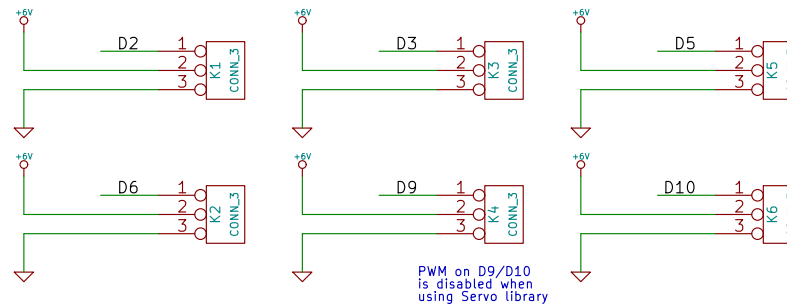 +6V +6V +6V
D2 1 D3 1 D5 1
2 K1 CONN_3 2 K3 CONN_3 2 K5
3 3 3
+6V +6V +6V
D6 1 D9 1 D10 1
2 K2 CONN_3 2 K4 CONN_3 2 K6
3 3 3
PWM on D9/D10
is disabled when
using Servo library